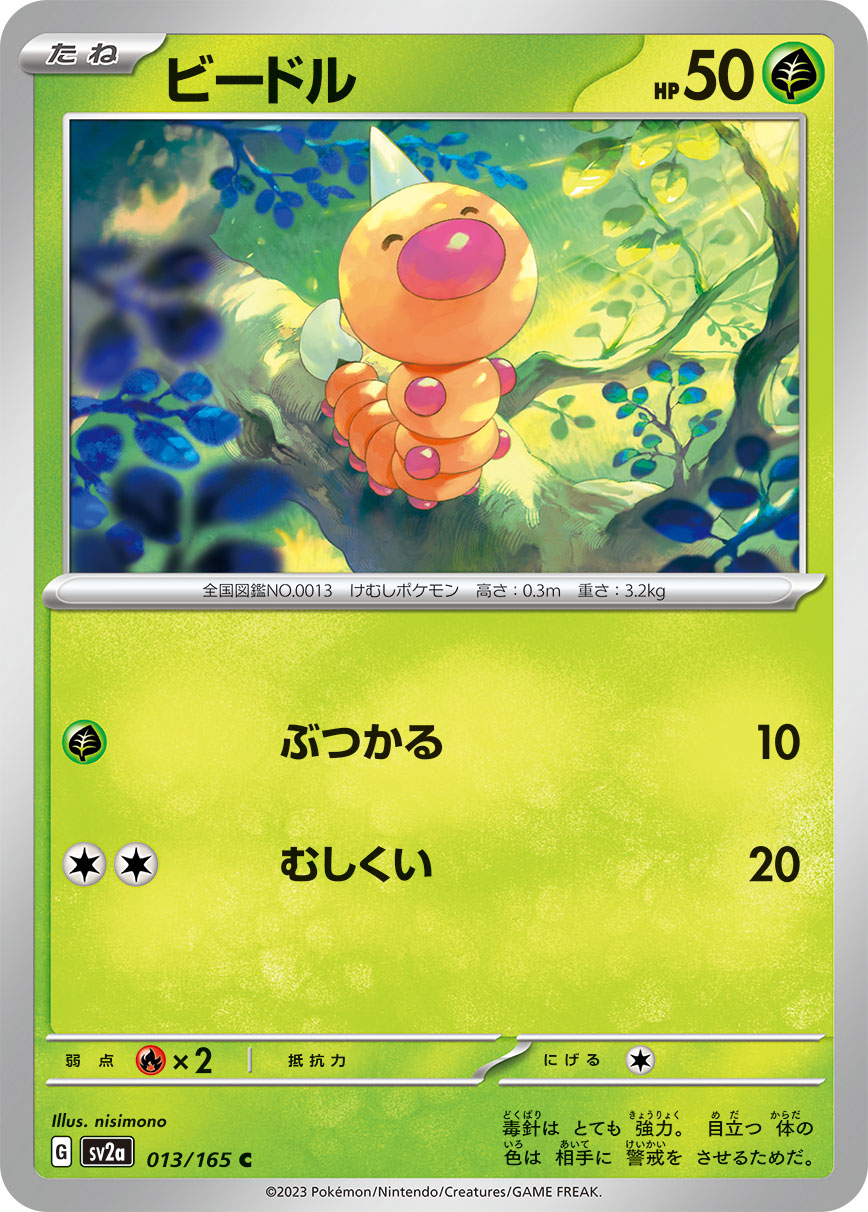 たね
ビードル
HP50
全国図鑑NO.0013 けむしポケモン 高さ:0.3m 重さ:3.2kg
ぶつかる 10
むしくい 20
弱点 ×2 抵抗力 にげる
Illus. nisimono
G sv2a 013/165 C
どくばり きょうりょく めだ からだ
毒針は とても 強力。 目立つ 体の
いろ あいて けいかい
色は 相手に 警戒を させるためだ。
©2023 Pokémon/Nintendo/Creatures/GAME FREAK.